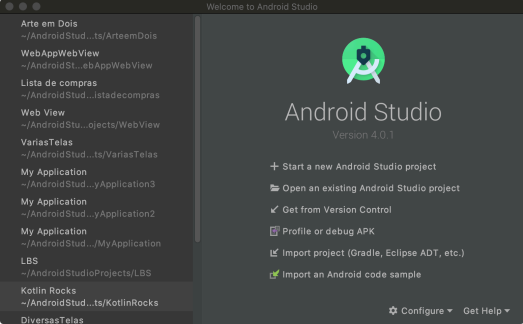 Welcome to Android Studio
Arte em Dois
~/AndroidStud...ts/ArteemDois
WebAppWebView
~/AndroidSt...ebAppWebView
Lista de compras
~/AndroidStud...istadecompras
Web View
~/AndroidStu...ojects/WebView
VariasTelas
~/AndroidStud...ts/VariasTelas
My Application
~/AndroidStud...yApplication3
My Application
~/AndroidStud...yApplication2
My Application
~/AndroidStu.../MyApplication
LBS
~/AndroidStudioProjects/LBS
Kotlin Rocks
~/AndroidStud...ts/KotlinRocks
DiversasTelas
Android Studio
Version 4.0.1
Start a new Android Studio project
Open an existing Android Studio project
Get from Version Control
Profile or debug APK
Import project (Gradle, Eclipse ADT, etc.)
Import an Android code sample
Configure
Get Help